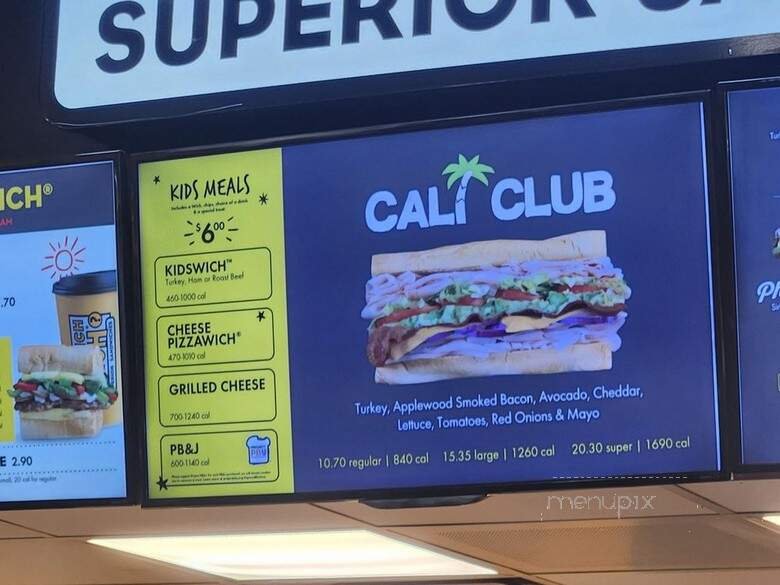 SUPERIOR
ICH®
AM
.70
E 2.90
KIDS MEALS
$6.00
KIDSWICH™
Turkey, Ham or Roast Beef
460-1000 cal
CHEESE
PIZZAWICH®
470-1010 cal
GRILLED CHEESE
700-1240 cal
PB&J
600-1140 cal
CALI CLUB
Turkey, Applewood Smoked Bacon, Avocado, Cheddar,
Lettuce, Tomatoes, Red Onions & Mayo
10.70 regular | 840 cal 15.35 large | 1260 cal 20.30 super | 1690 cal
menupix